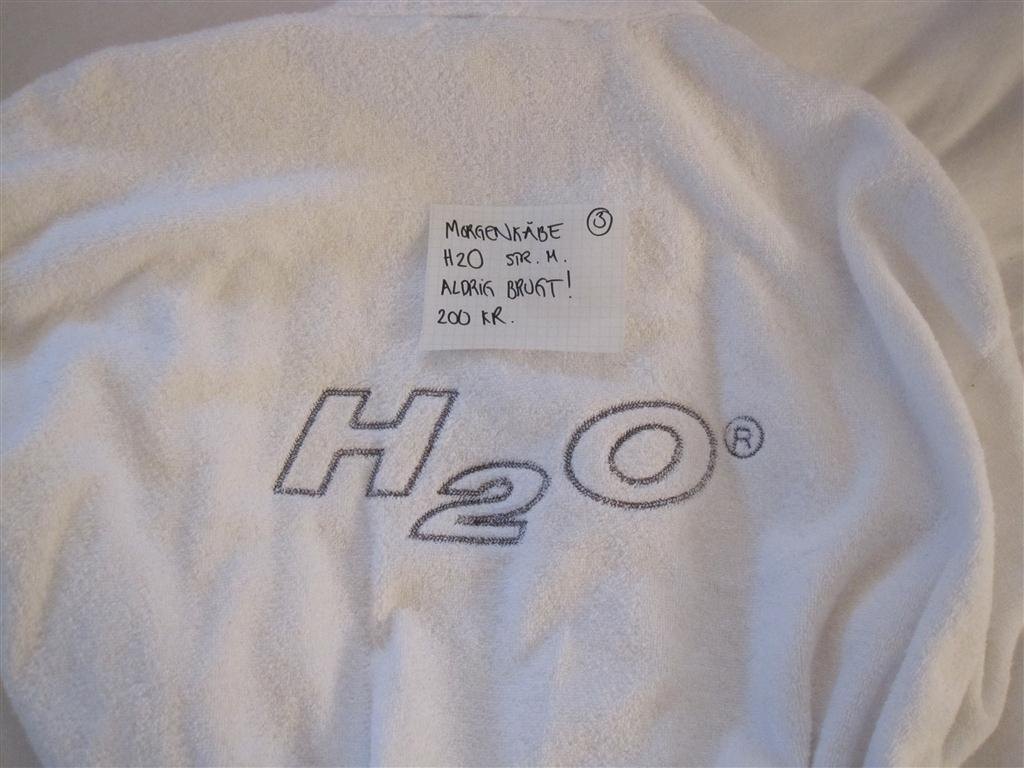 MORGENKÅBE ③
H2O STR. M.
ALDRIG BRUGT!
200 KR.
H2O®